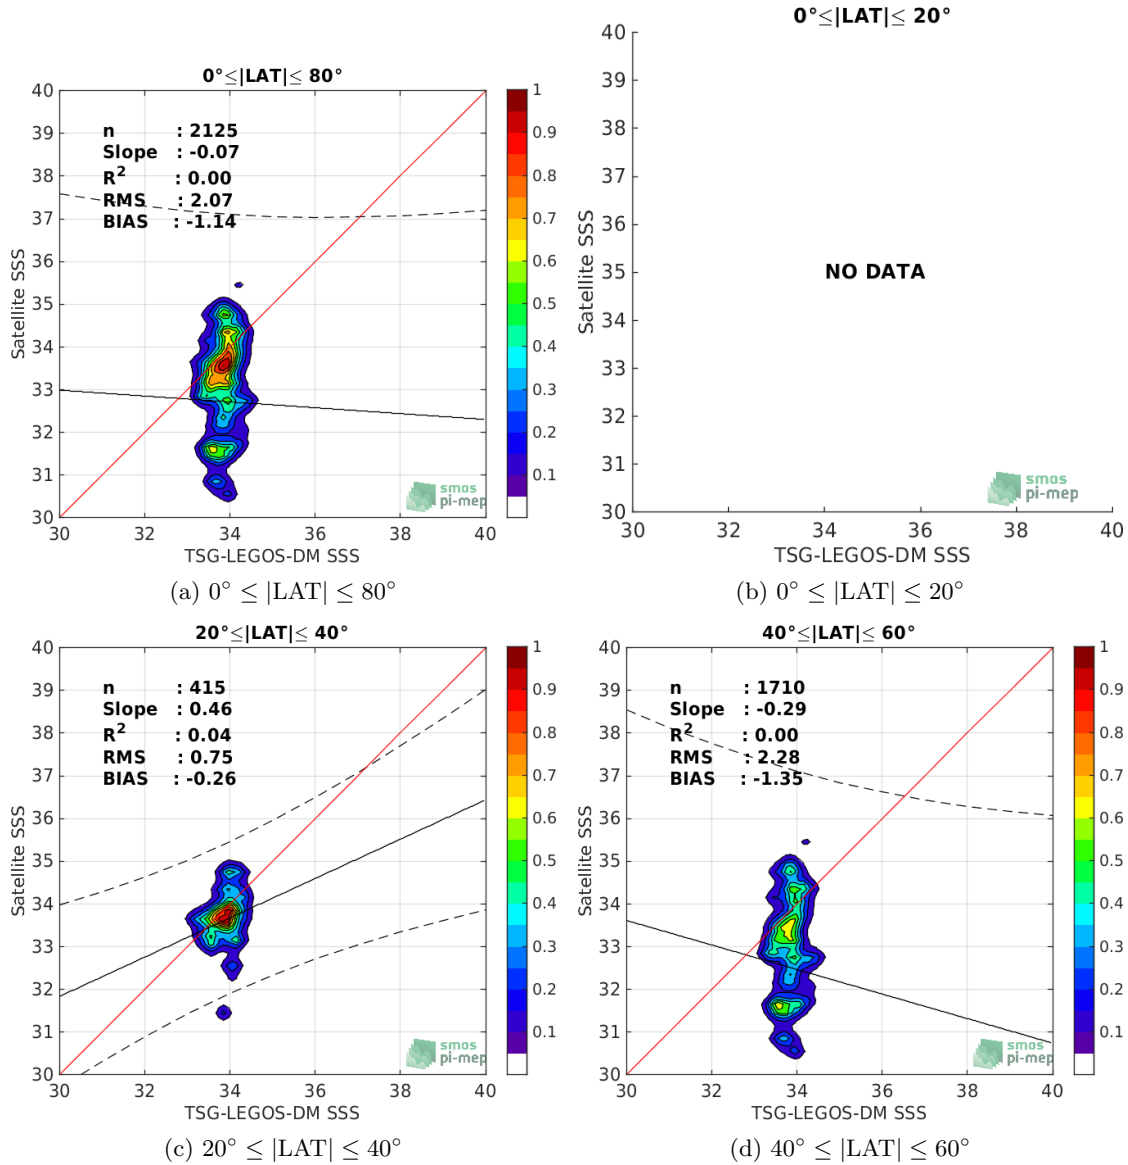 0°≤|LAT|≤ 80°
40
39
38
37
36
35
34
33
32
31
30
30 32 34 36 38 40
Satellite SSS
TSG-LEGOS-DM SSS
n : 2125
Slope : -0.07
R² : 0.00
RMS : 2.07
BIAS : -1.14
1
0.9
0.8
0.7
0.6
0.5
0.4
0.3
0.2
0.1
smos
pi-mep
(a) 0° ≤ |LAT| ≤ 80°
0°≤|LAT|≤ 20°
40
39
38
37
36
35
34
33
32
31
30
30 32 34 36 38 40
Satellite SSS
TSG-LEGOS-DM SSS
NO DATA
smos
pi-mep
(b) 0° ≤ |LAT| ≤ 20°
20°≤|LAT|≤ 40°
40
39
38
37
36
35
34
33
32
31
30
30 32 34 36 38 40
Satellite SSS
TSG-LEGOS-DM SSS
n : 415
Slope : 0.46
R² : 0.04
RMS : 0.75
BIAS : -0.26
1
0.9
0.8
0.7
0.6
0.5
0.4
0.3
0.2
0.1
smos
pi-mep
(c) 20° ≤ |LAT| ≤ 40°
40°≤|LAT|≤ 60°
40
39
38
37
36
35
34
33
32
31
30
30 32 34 36 38 40
Satellite SSS
TSG-LEGOS-DM SSS
n : 1710
Slope : -0.29
R² : 0.00
RMS : 2.28
BIAS : -1.35
1
0.9
0.8
0.7
0.6
0.5
0.4
0.3
0.2
0.1
smos
pi-mep
(d) 40° ≤ |LAT| ≤ 60°